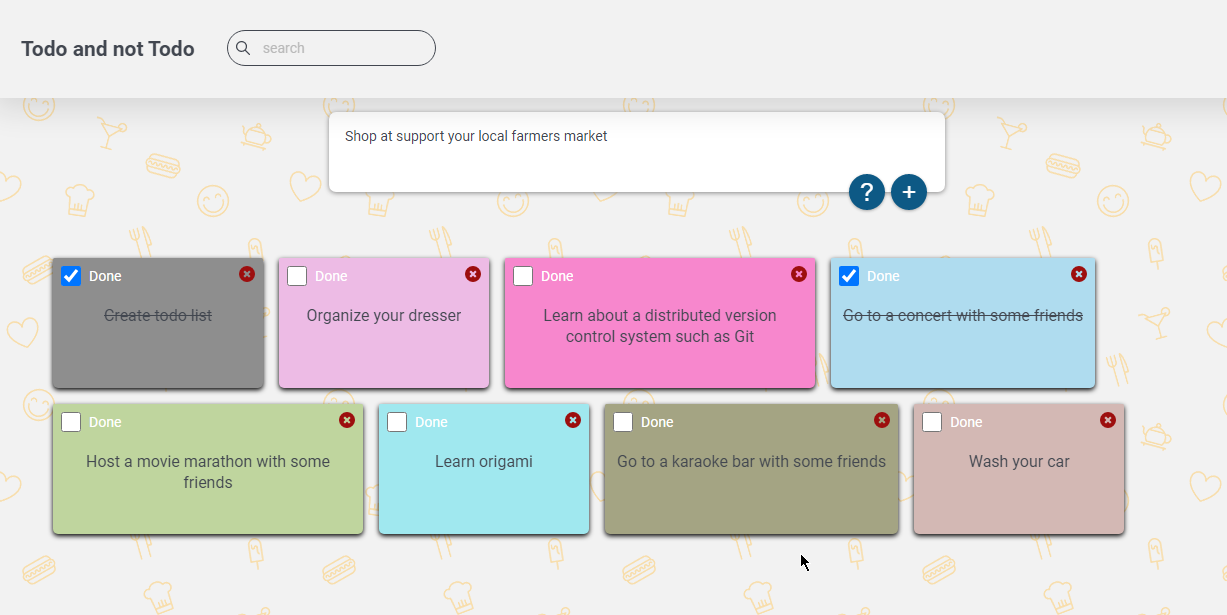 Todo and not Todo
search
Shop at support your local farmers market
?
+
Done
Create todo list
Done
Organize your dresser
Done
Learn about a distributed version
control system such as Git
Done
Go to a concert with some friends
Done
Host a movie marathon with some
friends
Done
Learn origami
Done
Go to a karaoke bar with some friends
Done
Wash your car